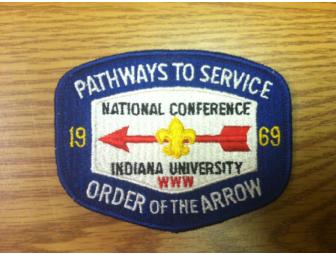 PATHWAYS TO SERVICE
NATIONAL CONFERENCE
19 69
INDIANA UNIVERSITY
WWW
ORDER OF THE ARROW